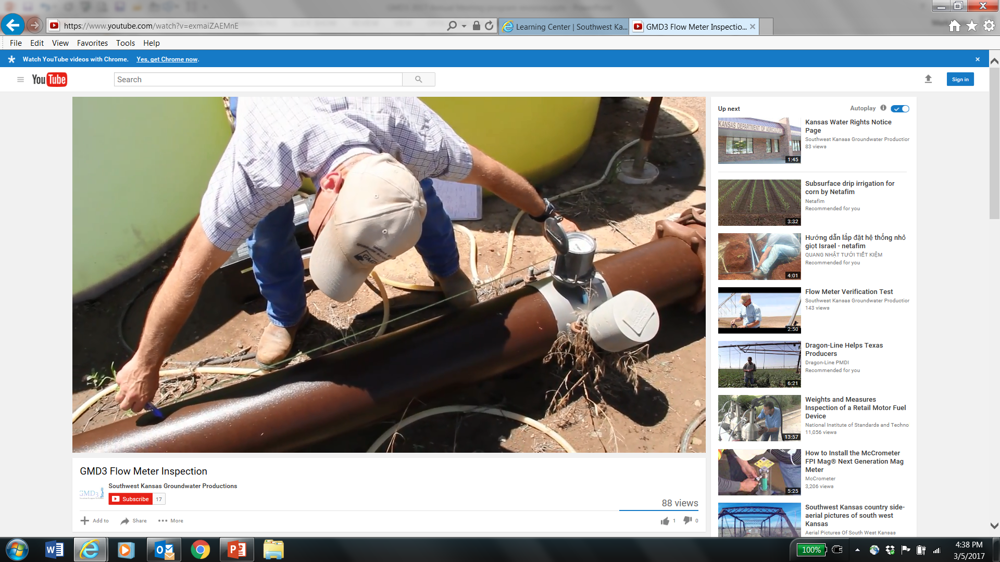 https://www.youtube.com/watch?v=exmaiZAEMnE
Learning Center | Southwest Ka...
GMD3 Flow Meter Inspectio...
File Edit View Favorites Tools Help
Watch YouTube videos with Chrome. Yes, get Chrome now.
YouTube
Search
Sign in
Up next
Autoplay
KANSAS DEPARTMENT OF AGRICULTURE
1:45
Kansas Water Rights Notice
Page
Southwest Kansas Groundwater Production
83 views
3:32
Subsurface drip irrigation for
corn by Netafim
Netafim
Recommended for you
4:01
Hướng dẫn lắp đặt hệ thống nhỏ
giọt Israel - netafim
QUANG NHẬT TƯỚI TIẾT KIỆM
Recommended for you
2:50
Flow Meter Verification Test
Southwest Kansas Groundwater Production
143 views
6:21
Dragon-Line Helps Texas
Producers
Dragon-Line PMDI
Recommended for you
13:57
Weights and Measures
Inspection of a Retail Motor Fuel
Device
National Institute of Standards and Techno
11,056 views
5:25
How to Install the McCrometer
FPI Mag® Next Generation Mag
Meter
McCrometer
3,206 views
Southwest Kansas country side-
aerial pictures of south west
Kansas
Aerial Pictures Of South West Kansas
GMD
GMD3 Flow Meter Inspection
GMD3
Southwest Kansas Groundwater Productions
Subscribe 17
88 views
Add to Share More
1 0
100%
4:38 PM
3/5/2017